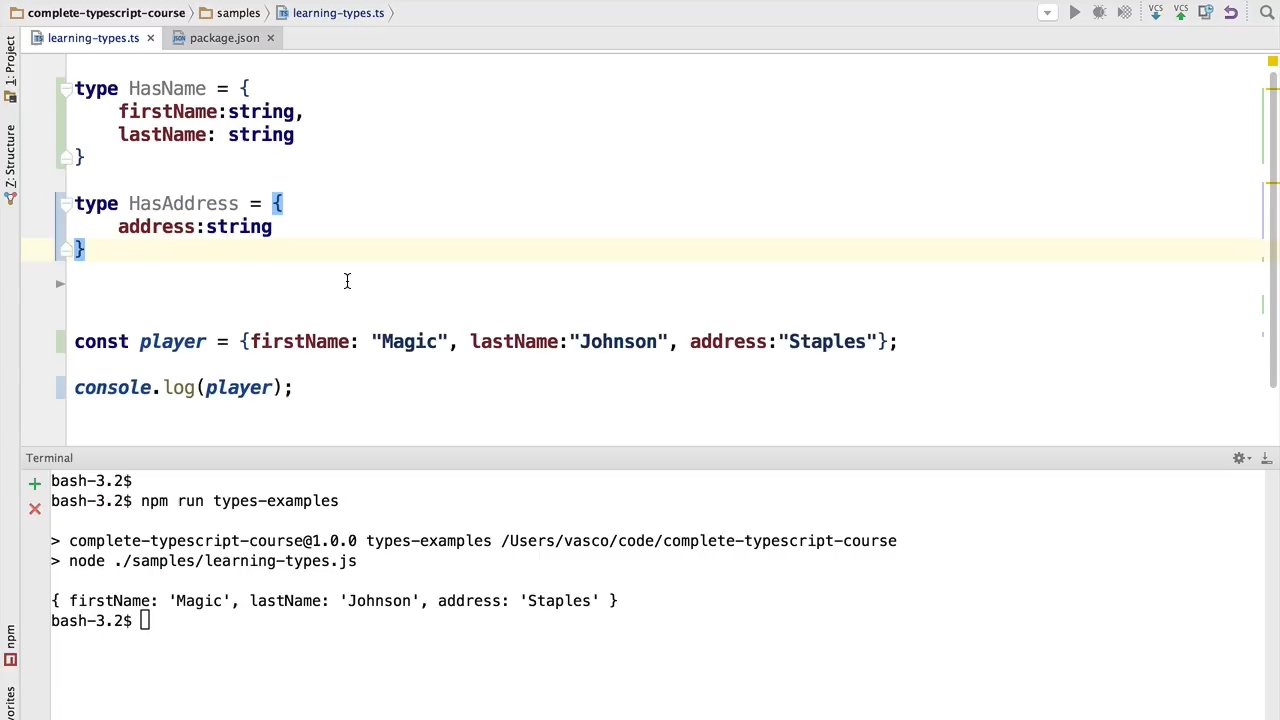 complete-typescript-course samples learning-types.ts
VCS VCS
learning-types.ts package.json
1: Project
Z: Structure
npm
vorites
type HasName = {
firstName:string,
lastName: string
}
type HasAddress = {
address:string
}
const player = {firstName: "Magic", lastName:"Johnson", address:"Staples"};
console.log(player);
Terminal
bash-3.2$
bash-3.2$ npm run types-examples
> complete-typescript-course@1.0.0 types-examples /Users/vasco/code/complete-typescript-course
> node ./samples/learning-types.js
{ firstName: 'Magic', lastName: 'Johnson', address: 'Staples' }
bash-3.2$